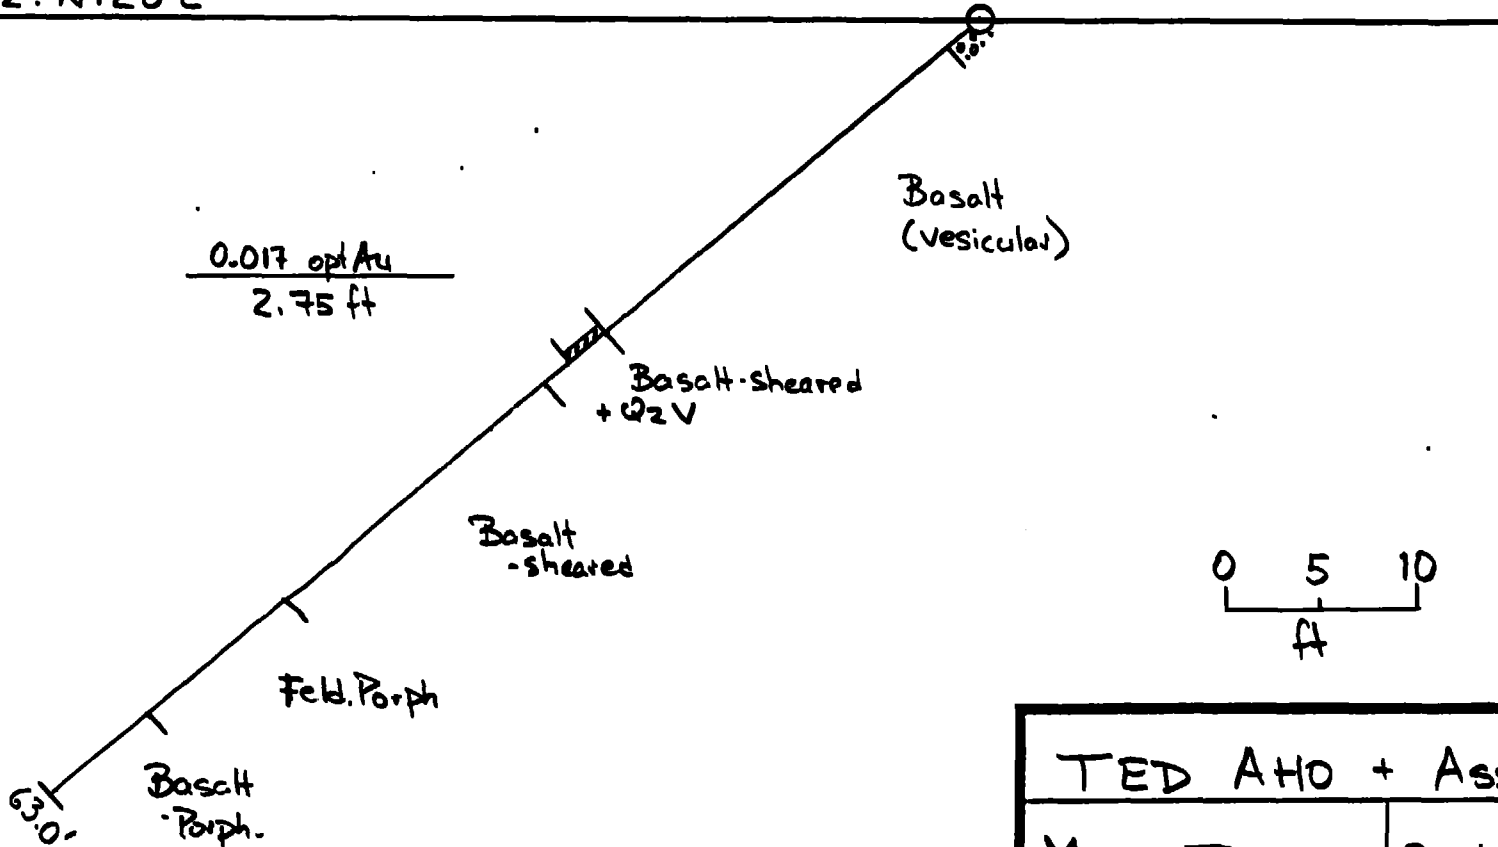 Basalt
(vesicular)
0.017 opt Au
2.75 ft
Basalt-sheared
+ QzV
Basalt
-sheared
0 5 10
ft
Feld. Porph
Basalt
-Porph.
63.0'
TED AHO +